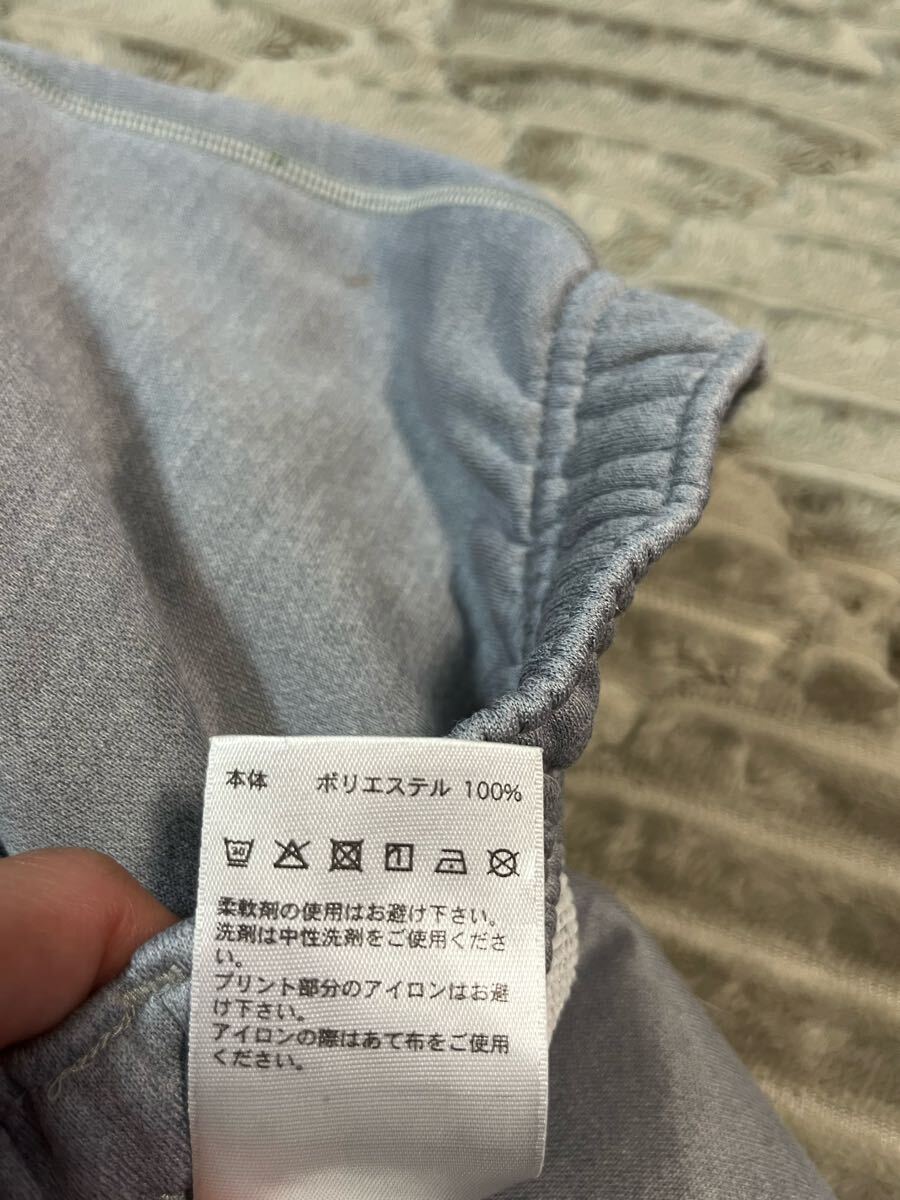 本体 ポリエステル 100%
30
柔軟剤の使用はお避け下さい。
洗剤は中性洗剤をご使用くださ
い。
プリント部分のアイロンはお避
け下さい。
アイロンの際はあて布をご使用
ください。